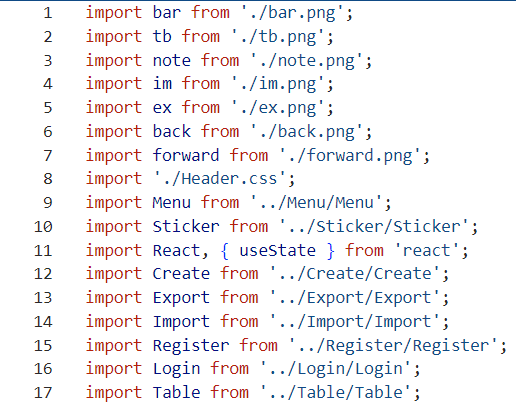 1 import bar from './bar.png';
2 import tb from './tb.png';
3 import note from './note.png';
4 import im from './im.png';
5 import ex from './ex.png';
6 import back from './back.png';
7 import forward from './forward.png';
8 import './Header.css';
9 import Menu from '../Menu/Menu';
10 import Sticker from '../Sticker/Sticker';
11 import React, { useState } from 'react';
12 import Create from '../Create/Create';
13 import Export from '../Export/Export';
14 import Import from '../Import/Import';
15 import Register from '../Register/Register';
16 import Login from '../Login/Login';
17 import Table from '../Table/Table';